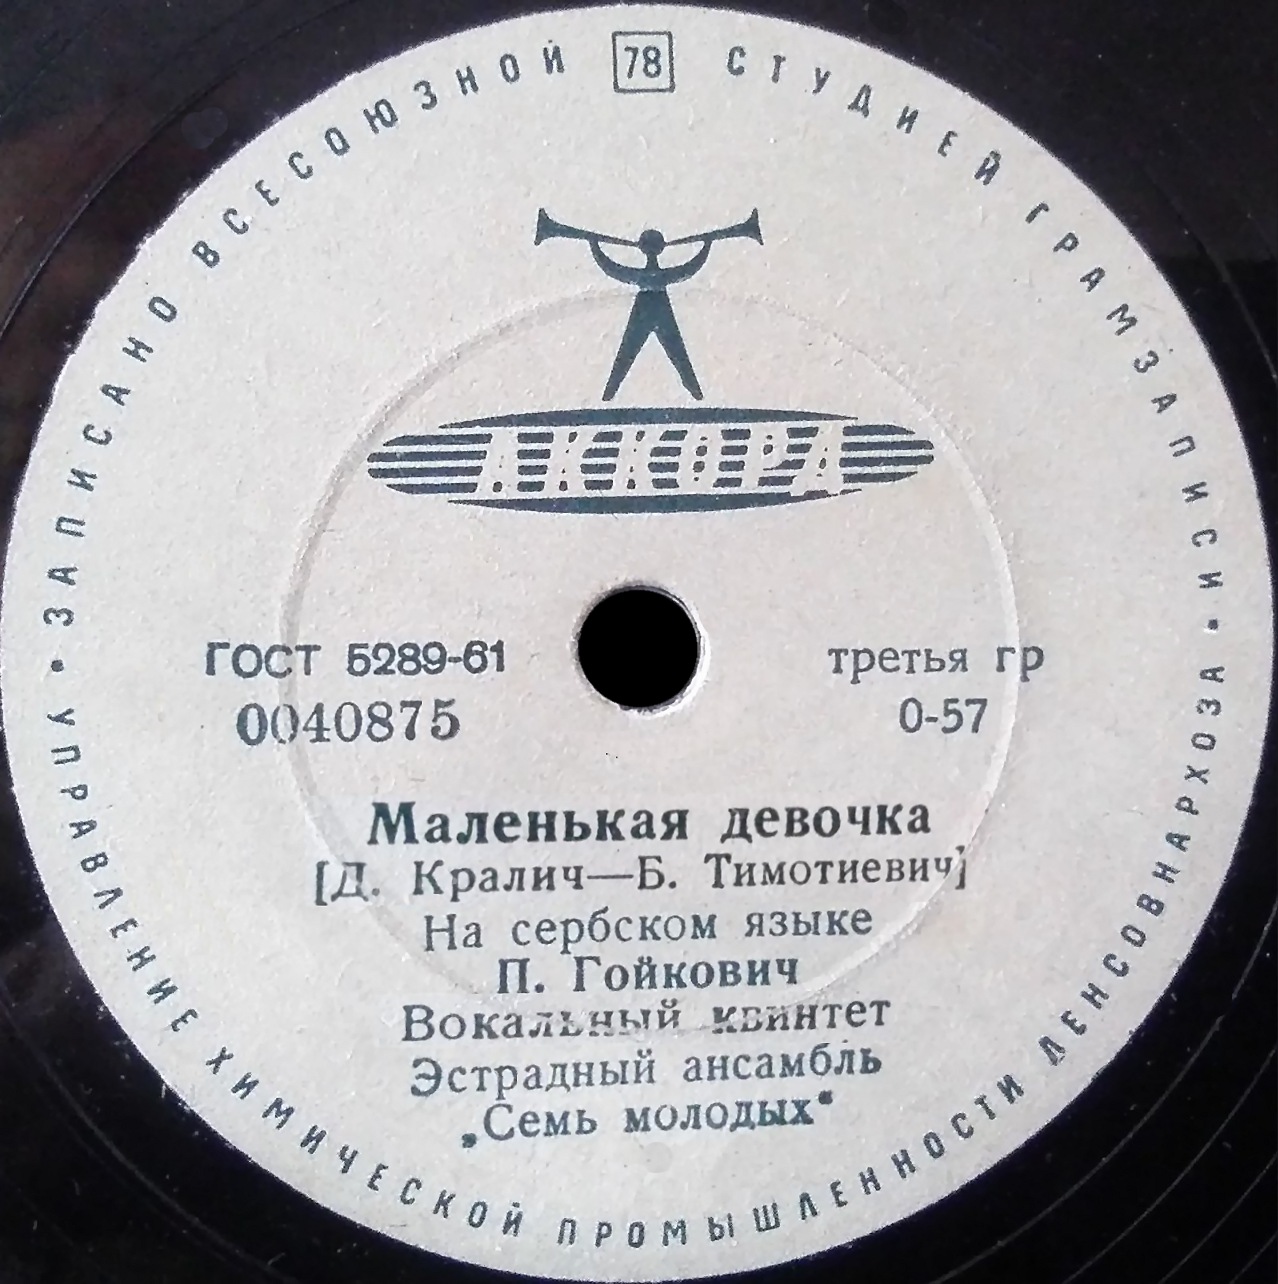 ЗАПИСАНО ВСЕСОЮЗНОЙ 78 СТУДИЕЙ ГРАМЗАПИСИ
АККОРД
ГОСТ 5289-61
0040875
третья гр
0-57
Маленькая девочка
[Д. Кралич—Б. Тимотиевич]
На сербском языке
П. Гойкович
Вокальный квинтет
Эстрадный ансамбль
„Семь молодых“
УПРАВЛЕНИЕ ХИМИЧЕСКОЙ ПРОМЫШЛЕННОСТИ ЛЕНСОВНАРХОЗА